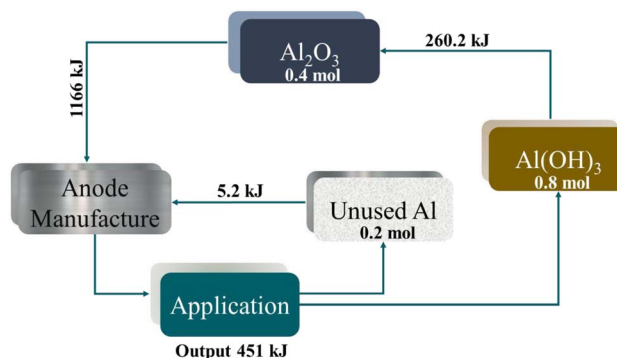 Al₂O₃
0.4 mol
260.2 kJ
1166 kJ
Al(OH)₃
0.8 mol
Anode
Manufacture
5.2 kJ
Unused Al
0.2 mol
Application
Output 451 kJ